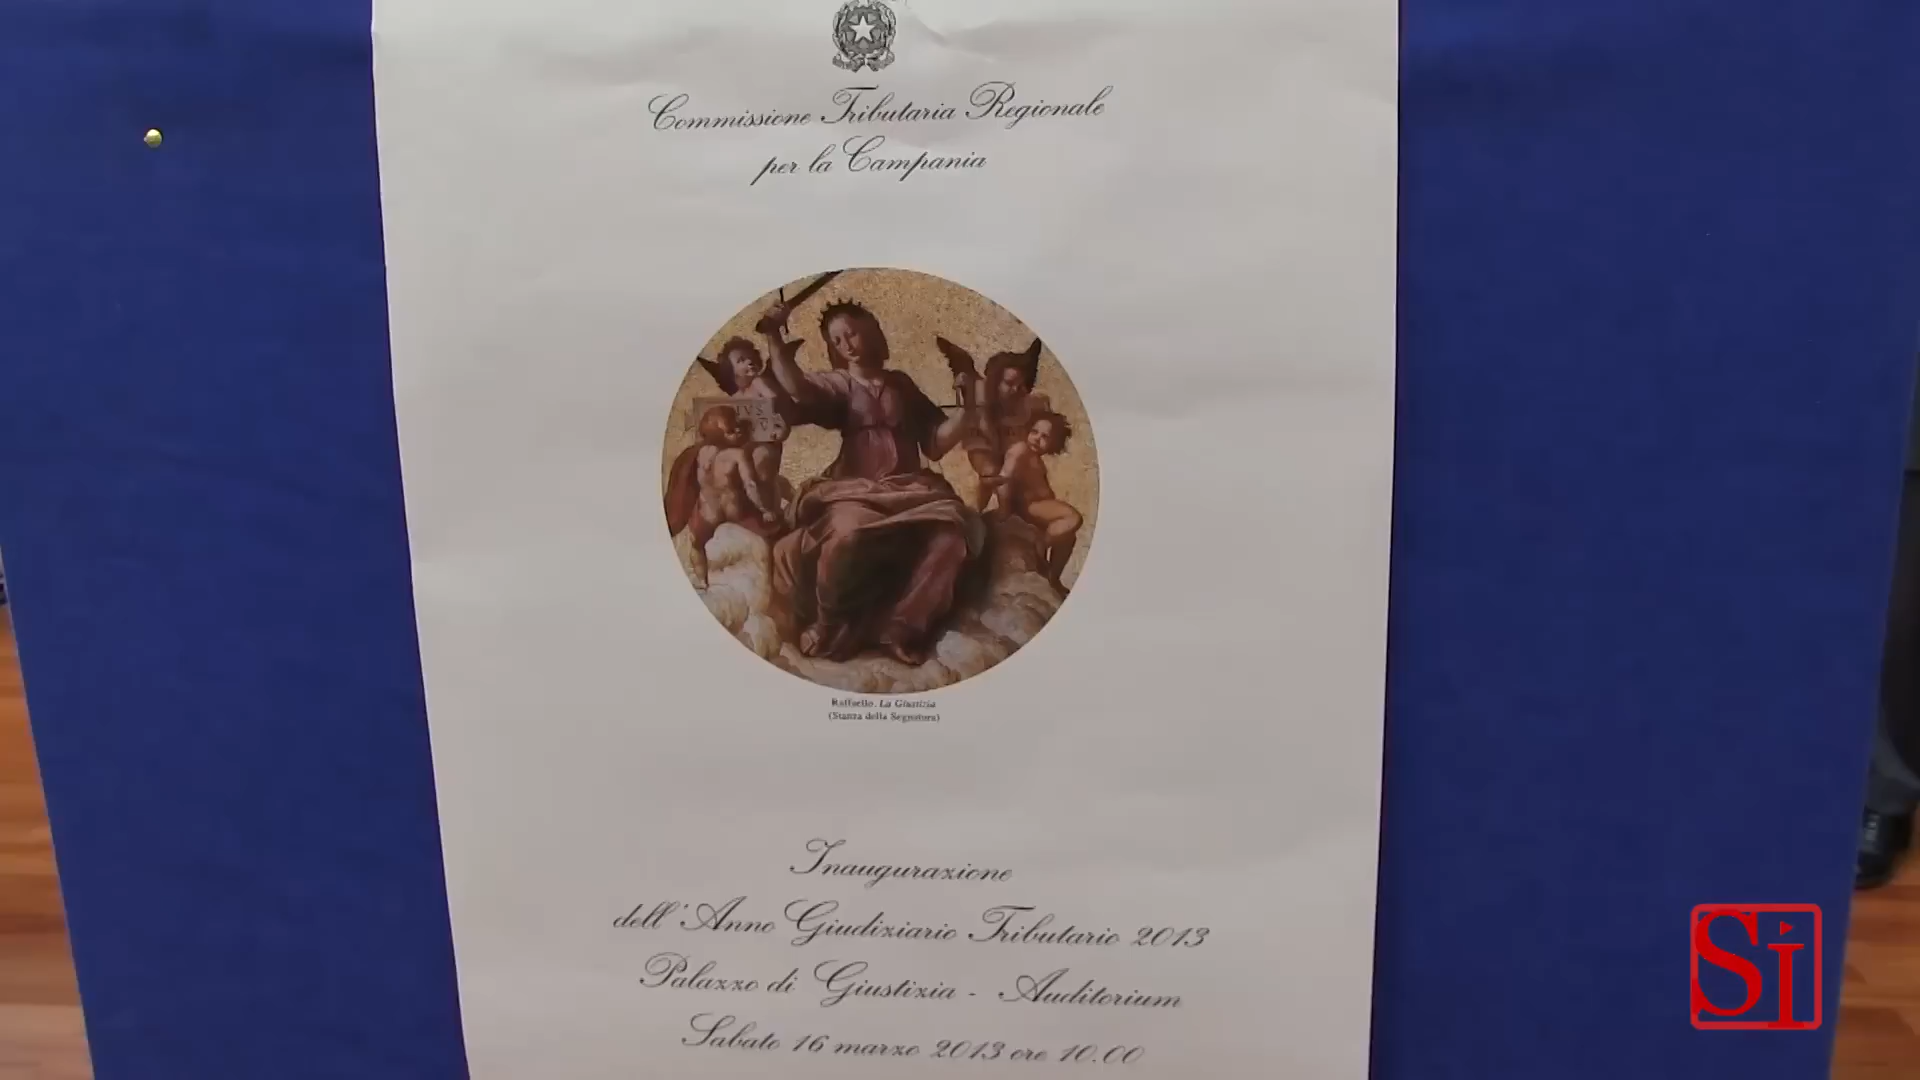 Commissione Tributaria Regionale
per la Campania
IVS
Raffaello. La Giustizia
(Stanza della Segnatura)
Inaugurazione
dell'Anno Giudiziario Tributario 2013
Palazzo di Giustizia - Auditorium
Sabato 16 marzo 2013 ore 10.00
Si